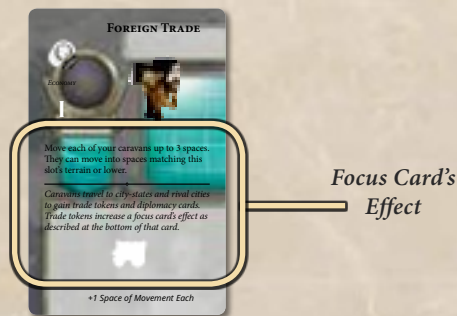 Foreign Trade
Economy
I
Move each of your caravans up to 3 spaces.
They can move into spaces matching this
slot's terrain or lower.
Caravans travel to city-states and rival cities
to gain trade tokens and diplomacy cards.
Trade tokens increase a focus card's effect as
described at the bottom of that card.
+1 Space of Movement Each
Focus Card's
Effect